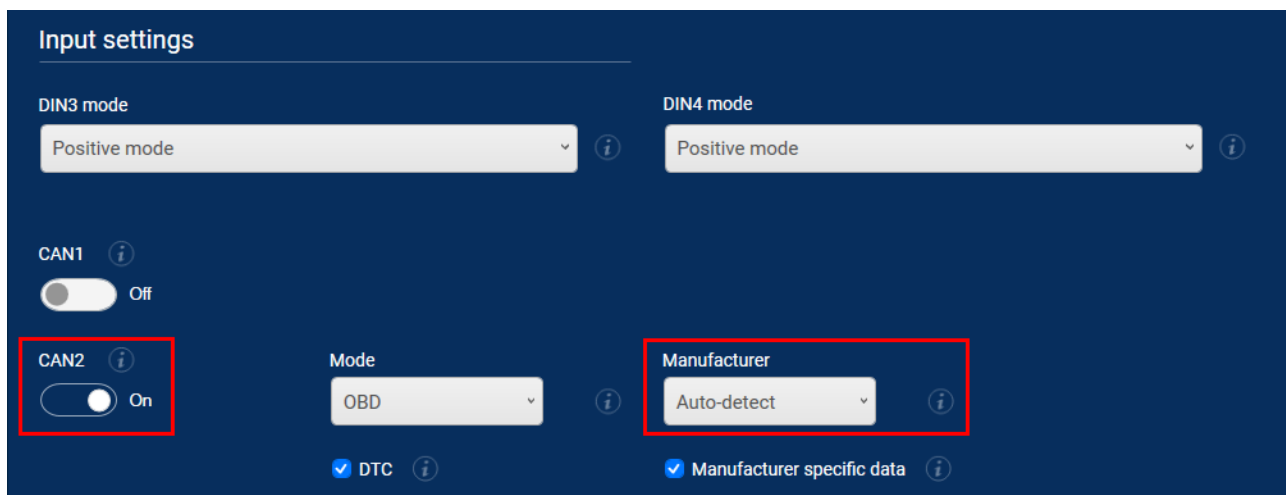 Input settings
DIN3 mode
DIN4 mode
Positive mode
Positive mode
CAN1
Off
CAN2
Mode
Manufacturer
On
OBD
Auto-detect
DTC
Manufacturer specific data